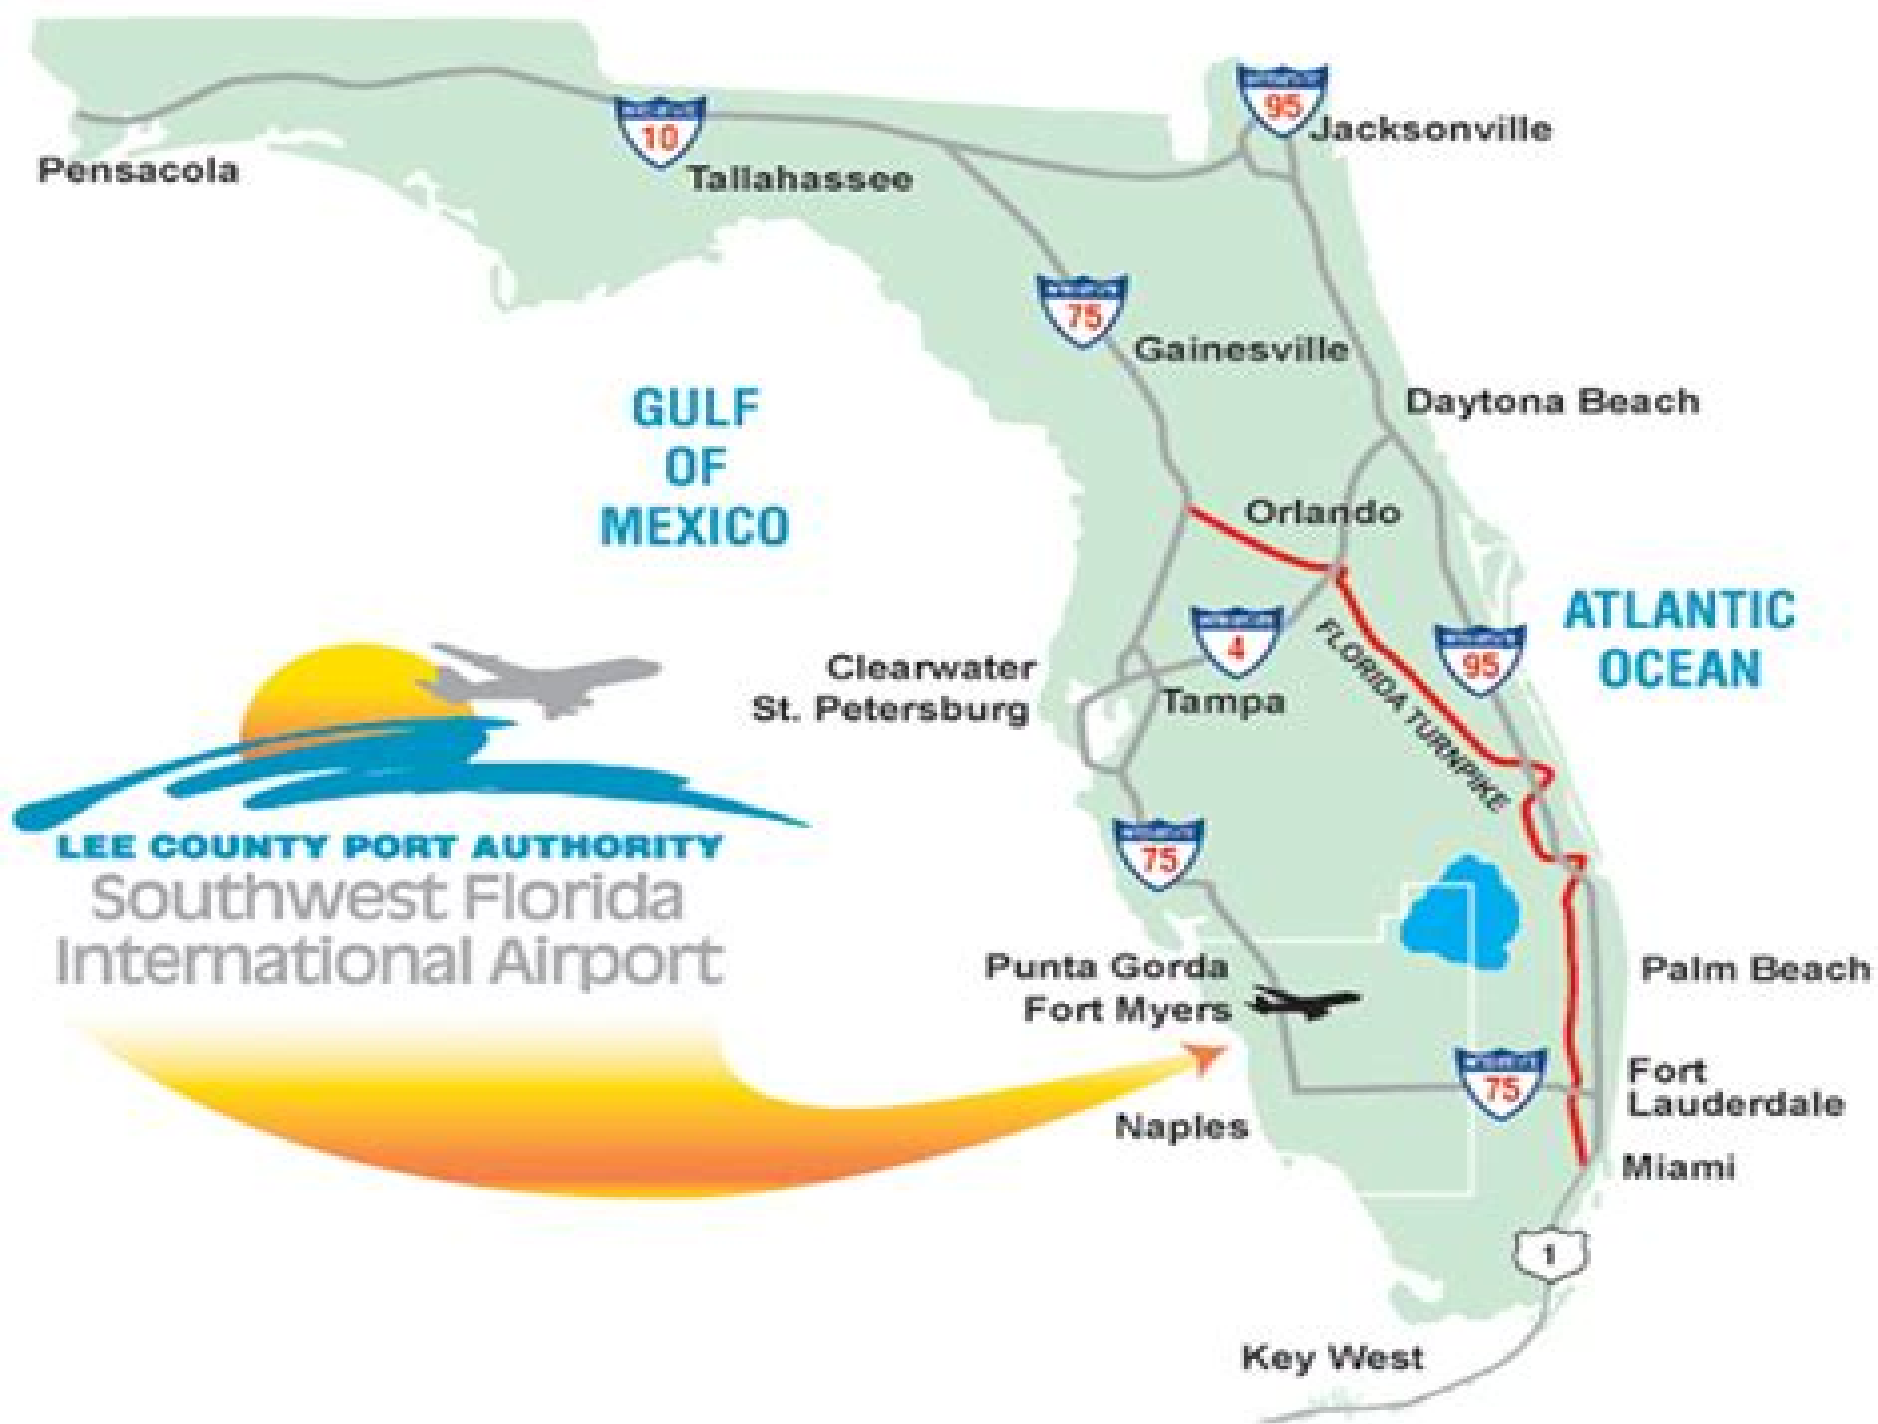 95
Jacksonville
10
Pensacola
Tallahassee
75
Gainesville
GULF
OF
MEXICO
Daytona Beach
Orlando
ATLANTIC
OCEAN
4
95
FLORIDA TURNPIKE
Clearwater
St. Petersburg
Tampa
75
LEE COUNTY PORT AUTHORITY
Southwest Florida
International Airport
Punta Gorda
Fort Myers
Palm Beach
75
Fort
Lauderdale
Naples
Miami
1
Key West